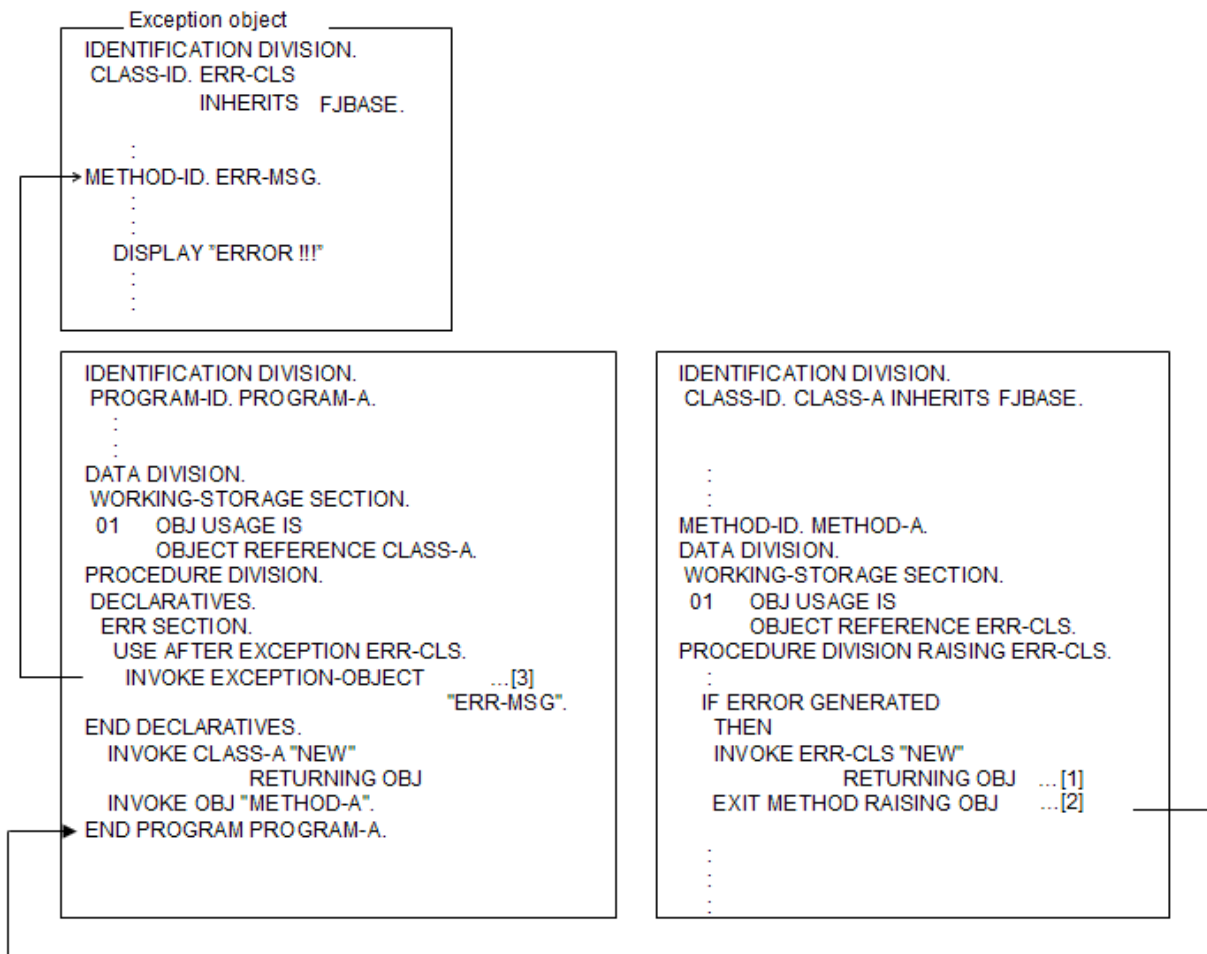 Exception object
IDENTIFICATION DIVISION.
CLASS-ID. ERR-CLS
INHERITS FJBASE.
:
METHOD-ID. ERR-MSG.
:
:
DISPLAY "ERROR !!!"
:
:
IDENTIFICATION DIVISION.
PROGRAM-ID. PROGRAM-A.
:
:
DATA DIVISION.
WORKING-STORAGE SECTION.
01 OBJ USAGE IS
OBJECT REFERENCE CLASS-A.
PROCEDURE DIVISION.
DECLARATIVES.
ERR SECTION.
USE AFTER EXCEPTION ERR-CLS.
INVOKE EXCEPTION-OBJECT ...[3]
"ERR-MSG".
END DECLARATIVES.
INVOKE CLASS-A "NEW"
RETURNING OBJ
INVOKE OBJ "METHOD-A".
END PROGRAM PROGRAM-A.
IDENTIFICATION DIVISION.
CLASS-ID. CLASS-A INHERITS FJBASE.
:
:
METHOD-ID. METHOD-A.
DATA DIVISION.
WORKING-STORAGE SECTION.
01 OBJ USAGE IS
OBJECT REFERENCE ERR-CLS.
PROCEDURE DIVISION RAISING ERR-CLS.
:
IF ERROR GENERATED
THEN
INVOKE ERR-CLS "NEW"
RETURNING OBJ ...[1]
EXIT METHOD RAISING OBJ ...[2]
:
:
: